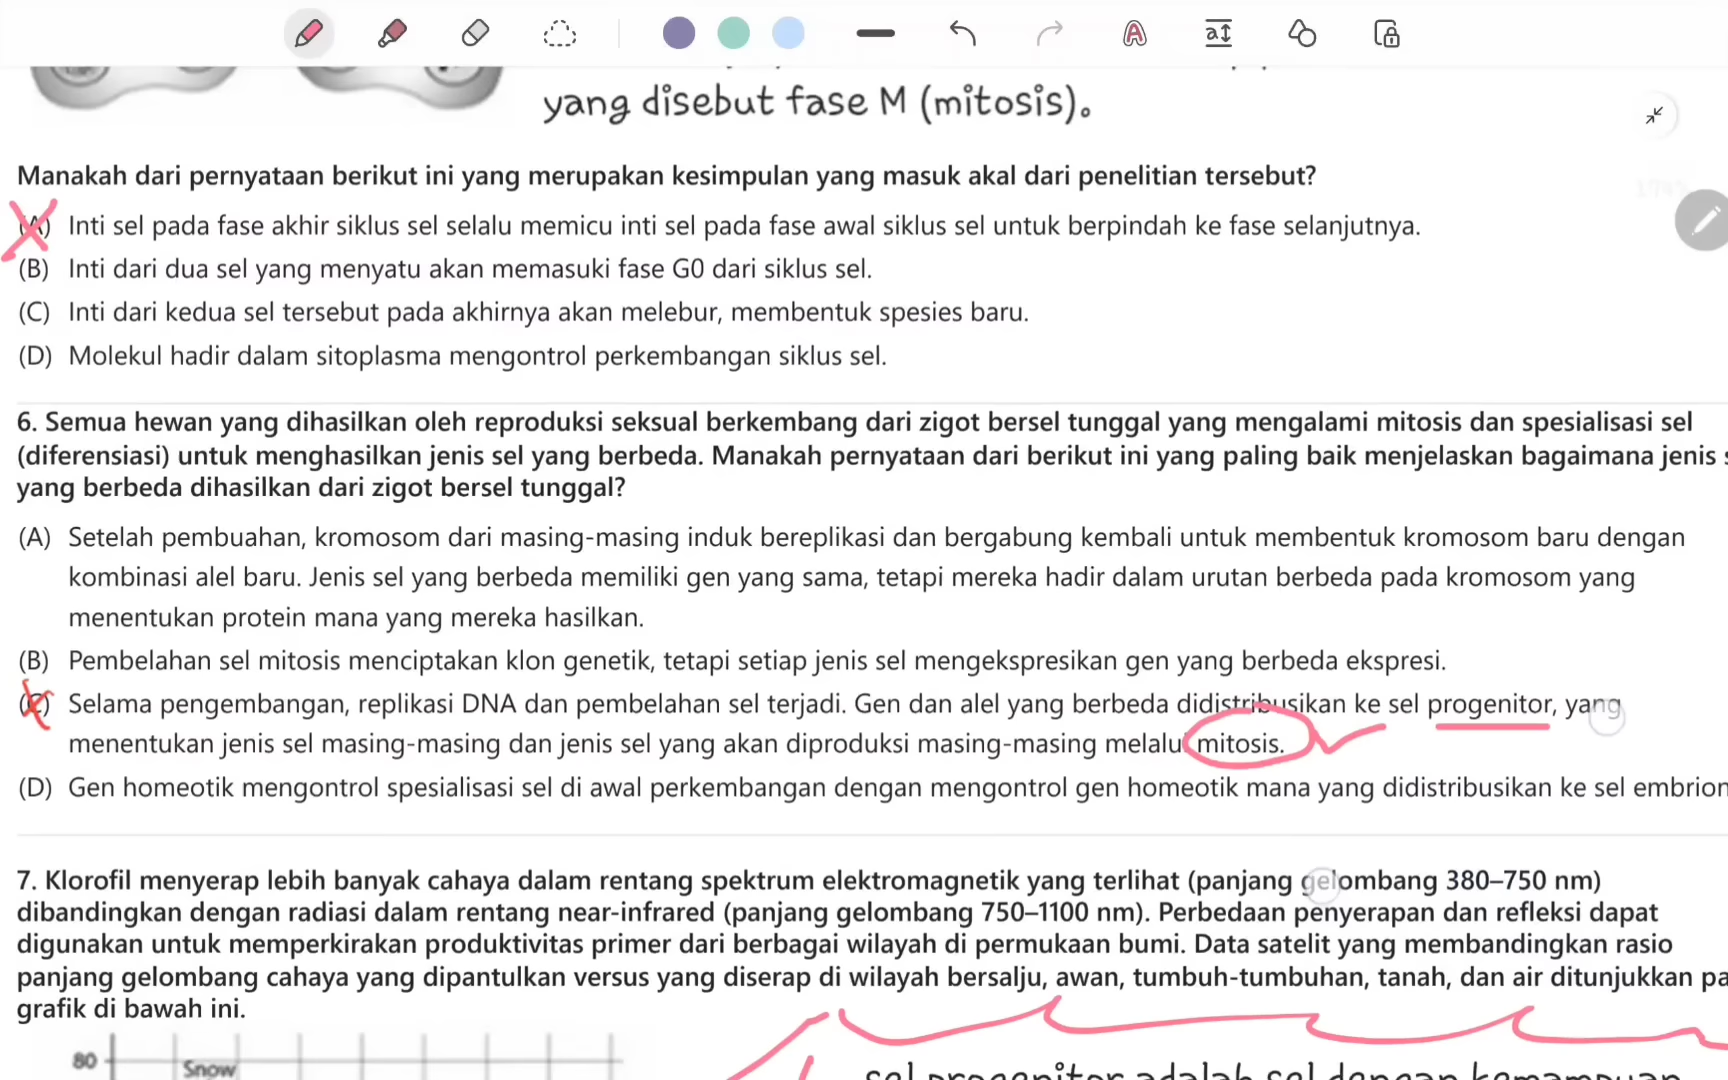 yang disebut fase M (mitosis).
Manakah dari pernyataan berikut ini yang merupakan kesimpulan yang masuk akal dari penelitian tersebut?
(A) Inti sel pada fase akhir siklus sel selalu memicu inti sel pada fase awal siklus sel untuk berpindah ke fase selanjutnya.
(B) Inti dari dua sel yang menyatu akan memasuki fase G0 dari siklus sel.
(C) Inti dari kedua sel tersebut pada akhirnya akan melebur, membentuk spesies baru.
(D) Molekul hadir dalam sitoplasma mengontrol perkembangan siklus sel.
6. Semua hewan yang dihasilkan oleh reproduksi seksual berkembang dari zigot bersel tunggal yang mengalami mitosis dan spesialisasi sel
(diferensiasi) untuk menghasilkan jenis sel yang berbeda. Manakah pernyataan dari berikut ini yang paling baik menjelaskan bagaimana jenis
yang berbeda dihasilkan dari zigot bersel tunggal?
(A) Setelah pembuahan, kromosom dari masing-masing induk bereplikasi dan bergabung kembali untuk membentuk kromosom baru dengan
kombinasi alel baru. Jenis sel yang berbeda memiliki gen yang sama, tetapi mereka hadir dalam urutan berbeda pada kromosom yang
menentukan protein mana yang mereka hasilkan.
(B) Pembelahan sel mitosis menciptakan klon genetik, tetapi setiap jenis sel mengekspresikan gen yang berbeda ekspresi.
(C) Selama pengembangan, replikasi DNA dan pembelahan sel terjadi. Gen dan alel yang berbeda didistribusikan ke sel progenitor, yang
menentukan jenis sel masing-masing dan jenis sel yang akan diproduksi masing-masing melalui mitosis.
(D) Gen homeotik mengontrol spesialisasi sel di awal perkembangan dengan mengontrol gen homeotik mana yang didistribusikan ke sel embrion
7. Klorofil menyerap lebih banyak cahaya dalam rentang spektrum elektromagnetik yang terlihat (panjang gelombang 380–750 nm)
dibandingkan dengan radiasi dalam rentang near-infrared (panjang gelombang 750–1100 nm). Perbedaan penyerapan dan refleksi dapat
digunakan untuk memperkirakan produktivitas primer dari berbagai wilayah di permukaan bumi. Data satelit yang membandingkan rasio
panjang gelombang cahaya yang dipantulkan versus yang diserap di wilayah bersalju, awan, tumbuh-tumbuhan, tanah, dan air ditunjukkan pa
grafik di bawah ini.
80
Snow
sel progenitor adalah sel dengan kemampuan